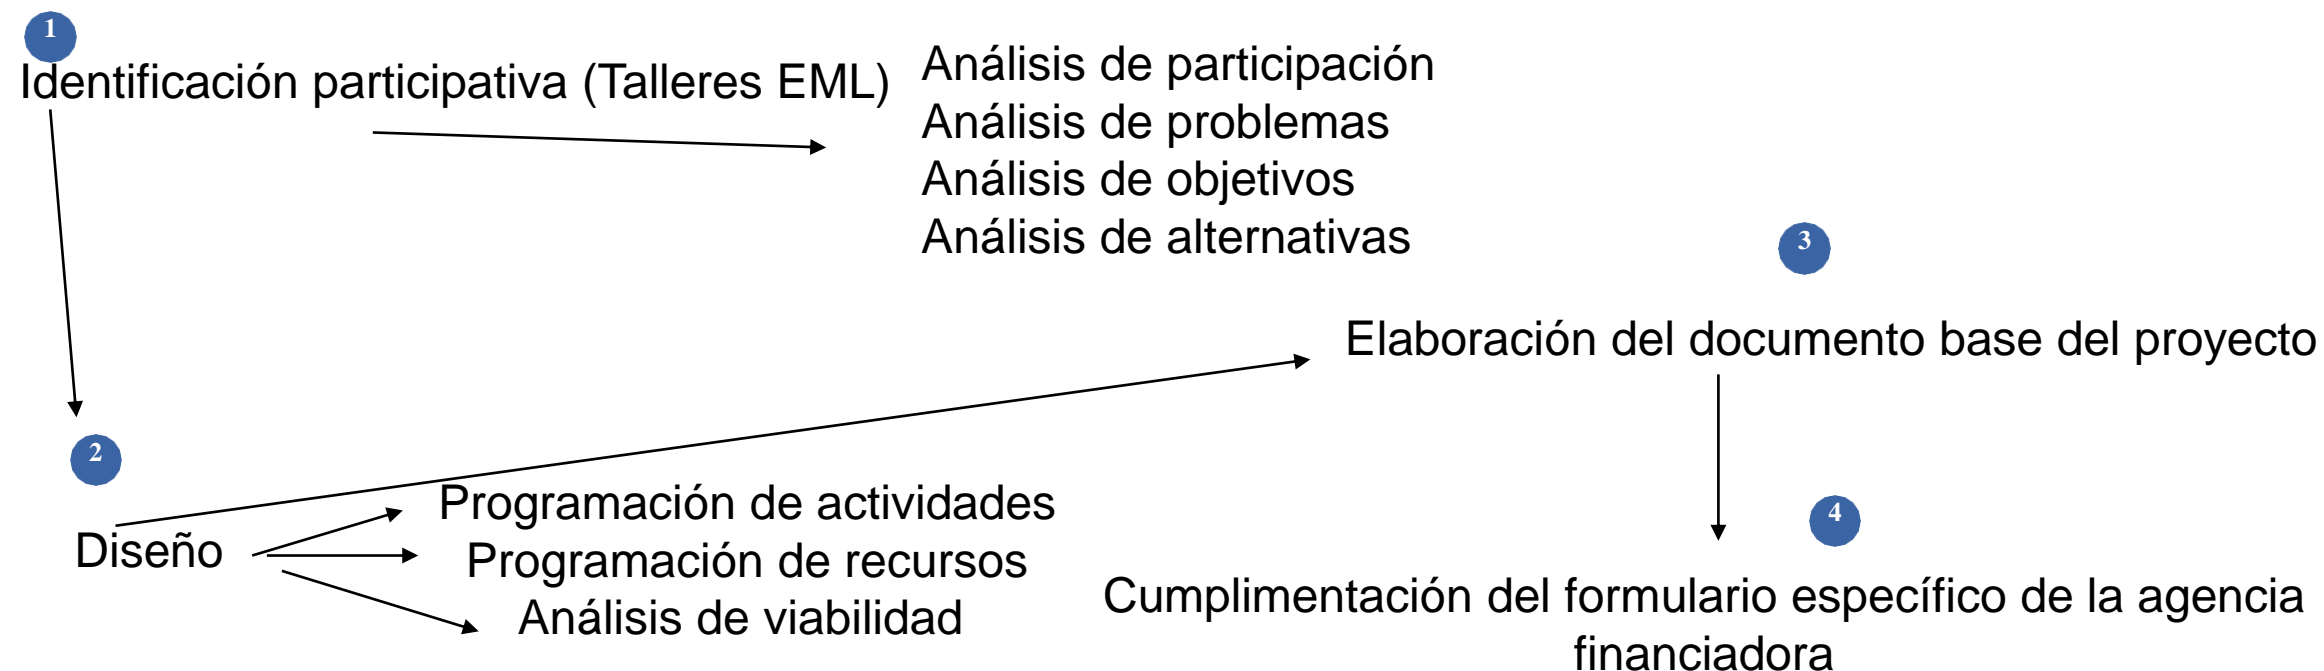 1
Identificación participativa (Talleres EML)
Análisis de participación
Análisis de problemas
Análisis de objetivos
Análisis de alternativas
2
Diseño
Programación de actividades
Programación de recursos
Análisis de viabilidad
3
Elaboración del documento base del proyecto
4
Cumplimentación del formulario específico de la agencia
financiadora